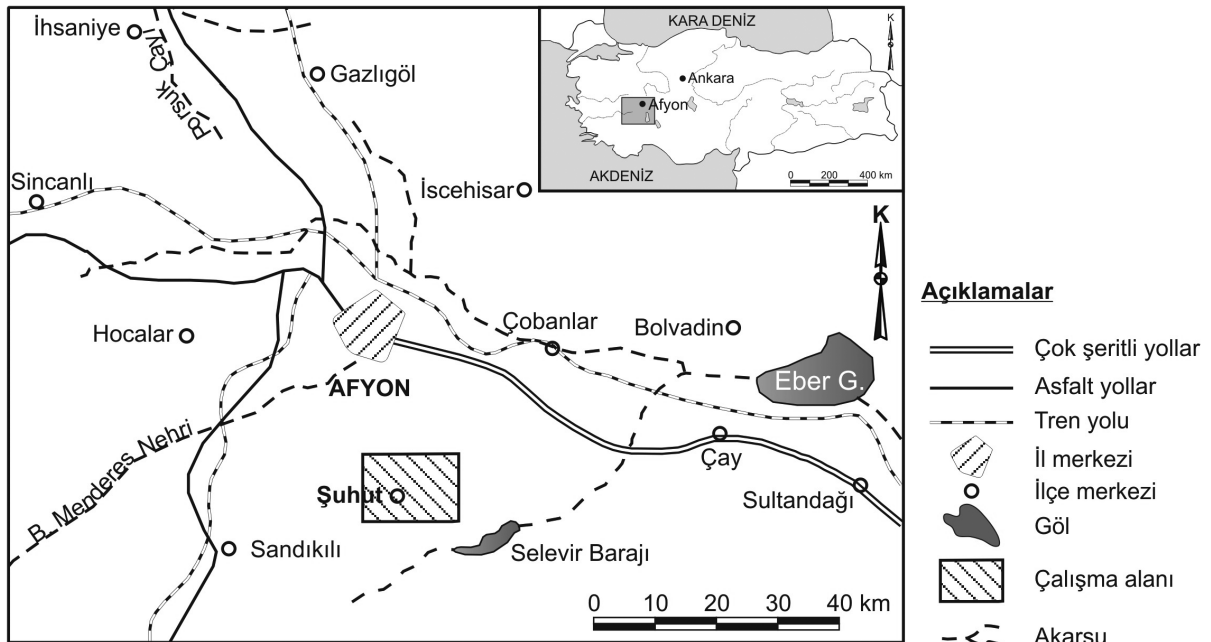 İhsaniye
Porsuk Çayı
Gazlıgöl
Sincanlı
İscehisar
Hocalar
Çobanlar
Bolvadin
Eber G.
AFYON
B. Menderes Nehri
Çay
Şuhut
Sultandağı
Sandıkılı
Selevir Barajı
0 10 20 30 40 km
K
KARA DENİZ
K
Ankara
Afyon
AKDENİZ
0 200 400 km
Açıklamalar
Çok şeritli yollar
Asfalt yollar
Tren yolu
İl merkezi
İlçe merkezi
Göl
Çalışma alanı
Akarsu